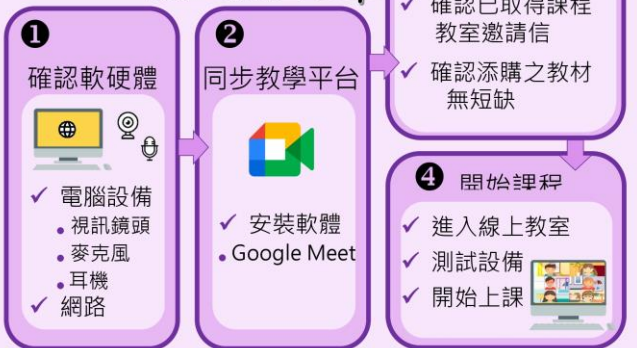 ❶
確認軟硬體
✓ 電腦設備
• 視訊鏡頭
• 麥克風
• 耳機
✓ 網路
❷
同步教學平台
✓ 安裝軟體
• Google Meet
✓ 確認已取得課程
教室邀請信
✓ 確認添購之教材
無短缺
❹ 開始課程
✓ 進入線上教室
✓ 測試設備
✓ 開始上課